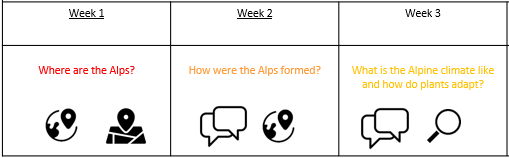 Week 1
Week 2
Week 3
Where are the Alps?
How were the Alps formed?
What is the Alpine climate like
and how do plants adapt?